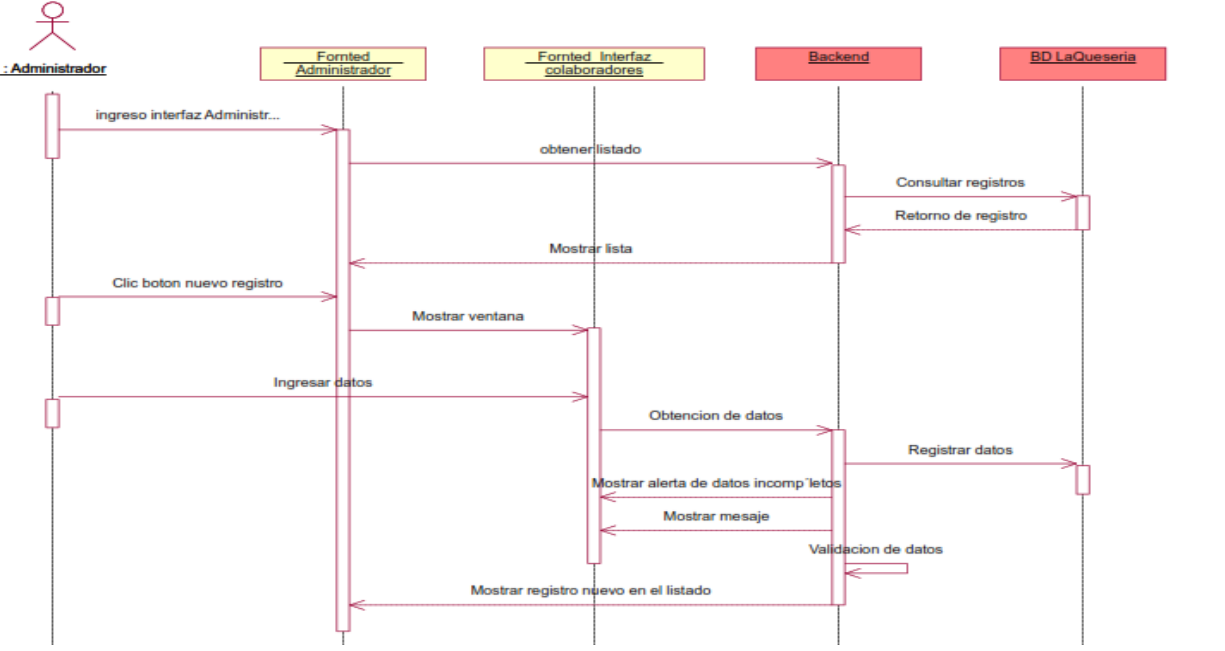 : Administrador
Fornted
Administrador
Fornted Interfaz
colaboradores
Backend
BD LaQueseria
ingreso interfaz Administr...
obtener listado
Consultar registros
Retorno de registro
Mostrar lista
Clic boton nuevo registro
Mostrar ventana
Ingresar datos
Obtencion de datos
Registrar datos
Mostrar alerta de datos incomp´letos
Mostrar mesaje
Validacion de datos
Mostrar registro nuevo en el listado